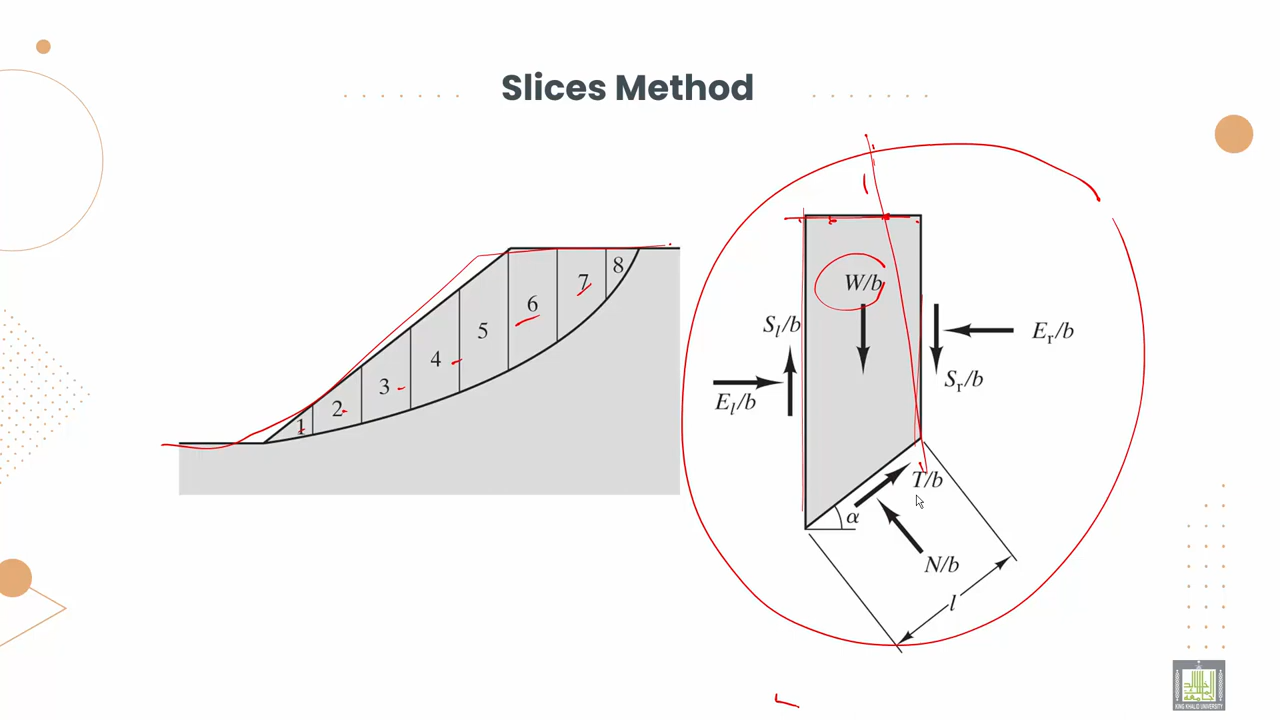 Slices Method
1
2
3
4
5
6
7
8
W/b
S_l/b
E_l/b
E_r/b
S_r/b
T/b
α
N/b
l
KING KHALID UNIVERSITY